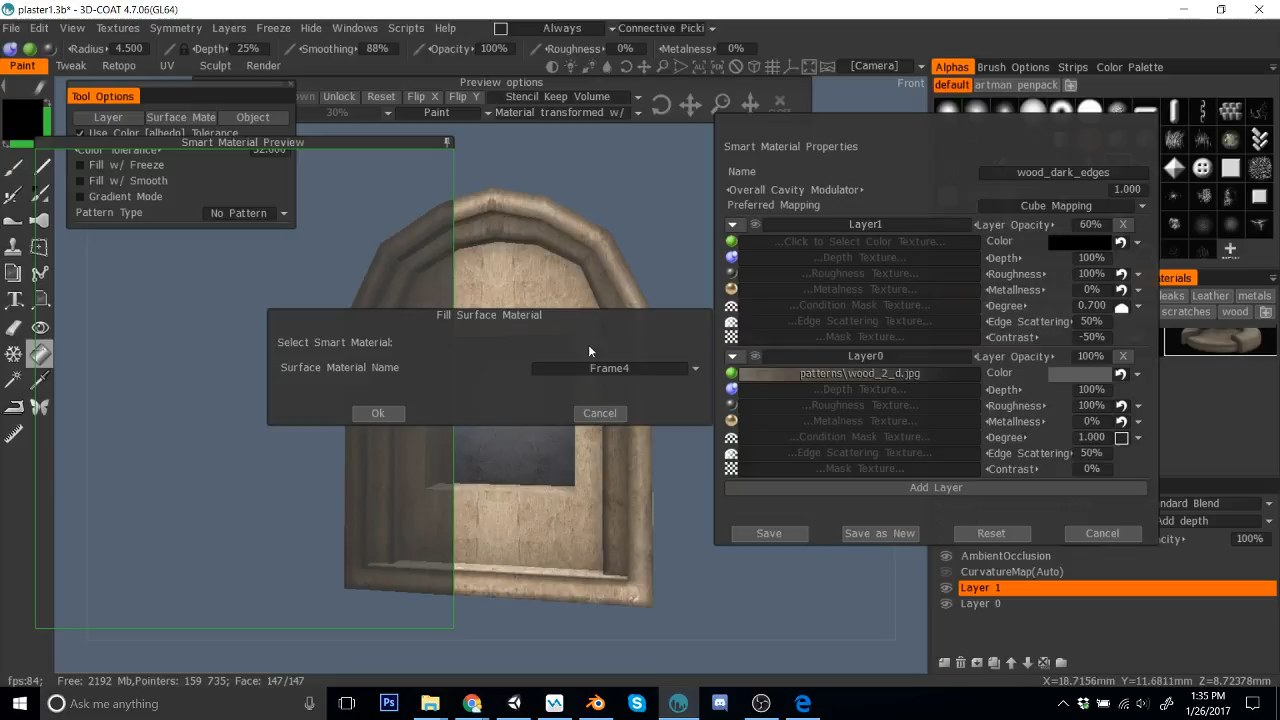 plaster1.3b* - 3D-COAT 4.7.06(GL64)
File Edit View Textures Symmetry Layers Freeze Hide Windows Scripts Help Always Connective Picki
Radius 4.500 Depth 25% Smoothing 88% Opacity 100% Roughness 0% Metalness 0%
Paint Tweak Retopo UV Sculpt Render [Camera] Front
Alphas Brush Options Strips Color Palette
default artman penpack
Preview options
Unlock Reset Flip X Flip Y Stencil Keep Volume
30% Paint Material transformed w/
Tool Options
Layer Surface Mate Object
Use Color [albedo] Tolerance
Smart Material Preview
Color Tolerance
Fill w/ Freeze
Fill w/ Smooth
Gradient Mode
Pattern Type No Pattern
Fill Surface Material
Select Smart Material:
Surface Material Name Frame4
Ok Cancel
Smart Material Properties
Name wood_dark_edges
Overall Cavity Modulator 1.000
Preferred Mapping Cube Mapping
Layer1 Layer Opacity 60% X
...Click to Select Color Texture... Color
...Depth Texture... Depth: 100%
...Roughness Texture... Roughness 100%
...Metalness Texture... Metallness 0%
...Condition Mask Texture... Degree 0.700
...Edge Scattering Texture... Edge Scattering 50%
...Mask Texture... Contrast -50%
Layer0 Layer Opacity 100% X
patterns\wood_2_d.jpg Color
...Depth Texture... Depth: 100%
...Roughness Texture... Roughness 100%
...Metalness Texture... Metallness 0%
...Condition Mask Texture... Degree 1.000
...Edge Scattering Texture... Edge Scattering 50%
...Mask Texture... Contrast 0%
Add Layer
Save Save as New Reset Cancel
aterials
leaks Leather metals
scratches wood
ndard Blend
dd depth
city 100%
AmbientOcclusion
CurvatureMap(Auto)
Layer 1
Layer 0
fps:84; Free: 2192 Mb,Pointers: 159 735; Face: 147/147 X=18.7156m Y=11.6811m Z=8.72378m
Ask me anything
1:35 PM
1/26/2017